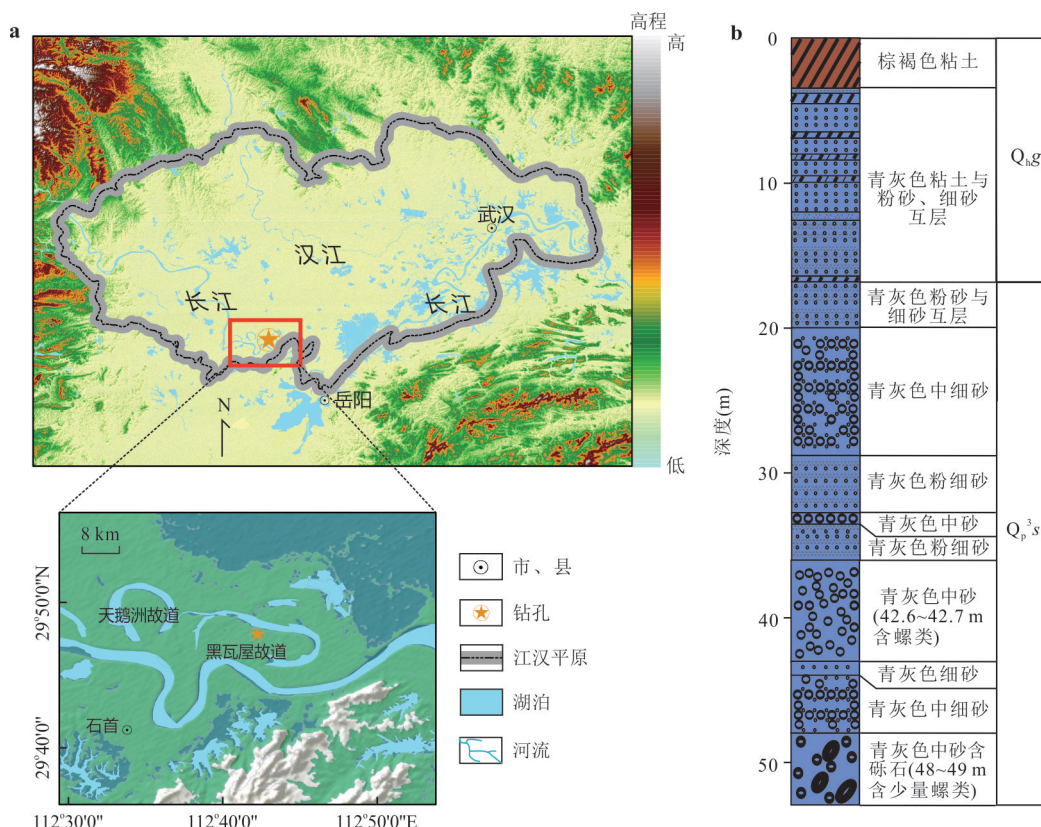 a
高程
高
武汉
汉江
长江
长江
岳阳
N
低
8 km
29°50′0″N
29°40′0″
天鹅洲故道
黑瓦屋故道
石首
112°30′0″
112°40′0″
112°50′0″E
市、县
钻孔
江汉平原
湖泊
河流
b
深度(m)
0
10
20
30
40
50
棕褐色粘土
青灰色粘土与
粉砂、细砂
互层
青灰色粉砂与
细砂互层
青灰色中细砂
青灰色粉细砂
青灰色中砂
青灰色粉细砂
青灰色中砂
(42.6~42.7 m
含螺类)
青灰色细砂
青灰色中细砂
青灰色中砂含
砾石(48~49 m
含少量螺类)
Qhg
Qp³s